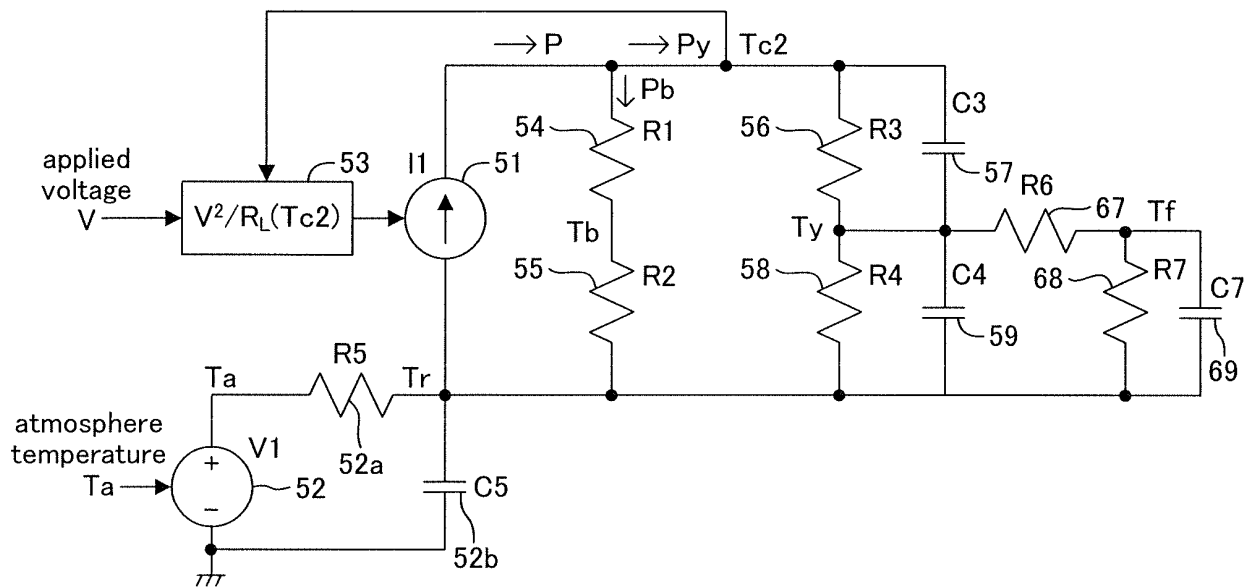 →P
→Py
Tc2
↓Pb
C3
54
R1
56
R3
applied
voltage
V
53
I1
51
57
R6
67
Tf
V²/R_L(Tc2)
Tb
Ty
55
R2
58
R4
C4
59
68
R7
C7
69
R5
Ta
Tr
atmosphere
temperature
Ta
V1
+
−
52
52a
C5
52b